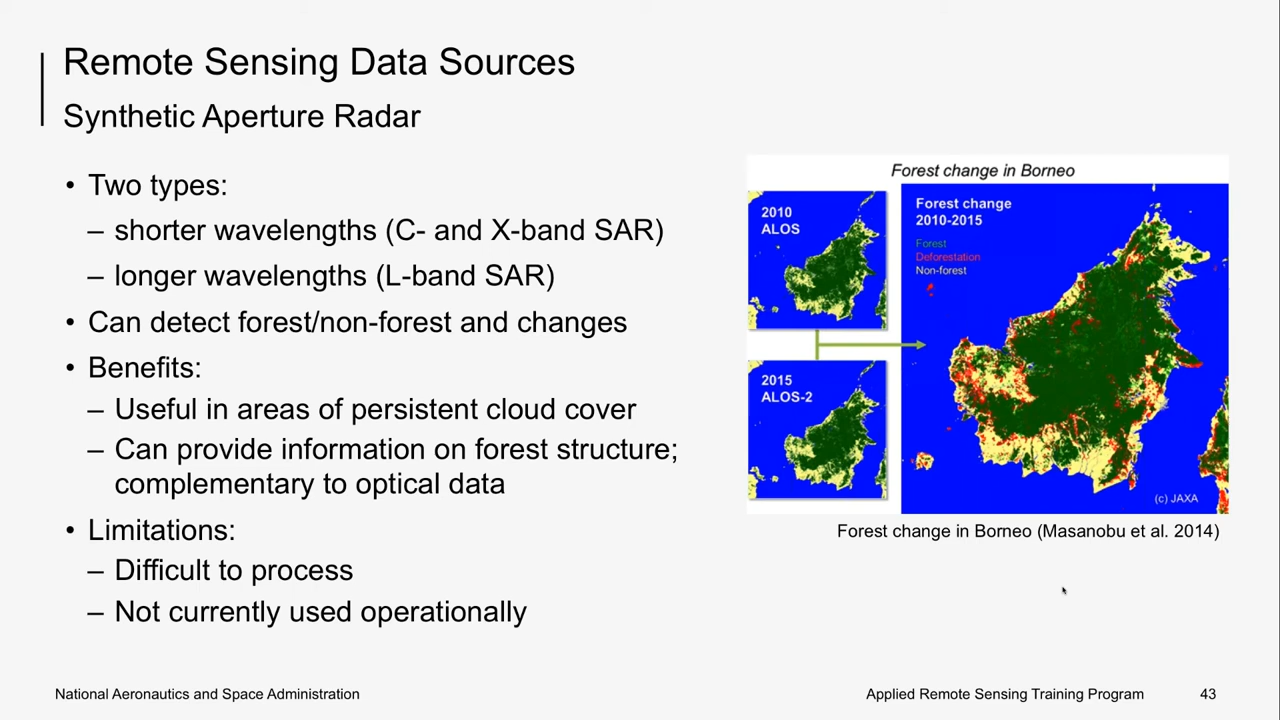 Remote Sensing Data Sources
Synthetic Aperture Radar
• Two types:
– shorter wavelengths (C- and X-band SAR)
– longer wavelengths (L-band SAR)
• Can detect forest/non-forest and changes
• Benefits:
– Useful in areas of persistent cloud cover
– Can provide information on forest structure;
complementary to optical data
• Limitations:
– Difficult to process
– Not currently used operationally
Forest change in Borneo
2010
ALOS
2015
ALOS-2
Forest change
2010-2015
Forest
Deforestation
Non-forest
(c) JAXA
Forest change in Borneo (Masanobu et al. 2014)
National Aeronautics and Space Administration
Applied Remote Sensing Training Program
43